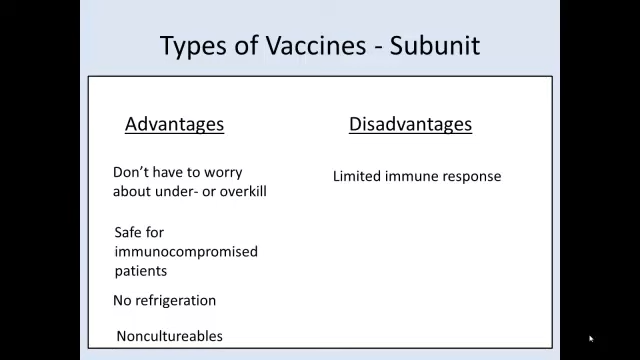 Types of Vaccines - Subunit
Advantages
Don't have to worry
about under- or overkill
Safe for
immunocompromised
patients
No refrigeration
Noncultureables
Disadvantages
Limited immune response